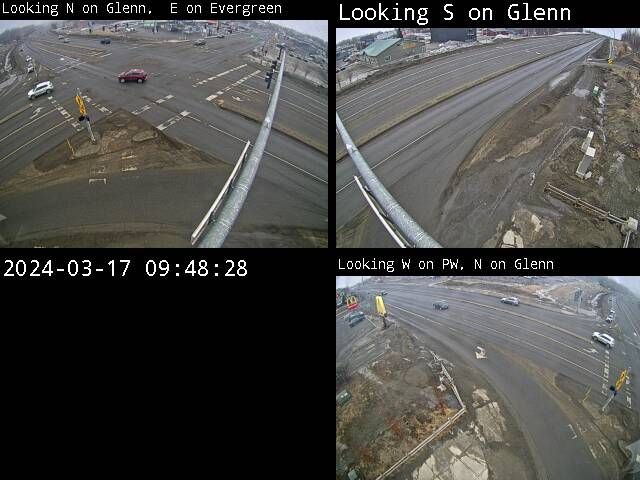 Looking N on Glenn,  E on Evergreen
Looking S on Glenn
2024-03-17 09:48:28
Looking W on PW, N on Glenn